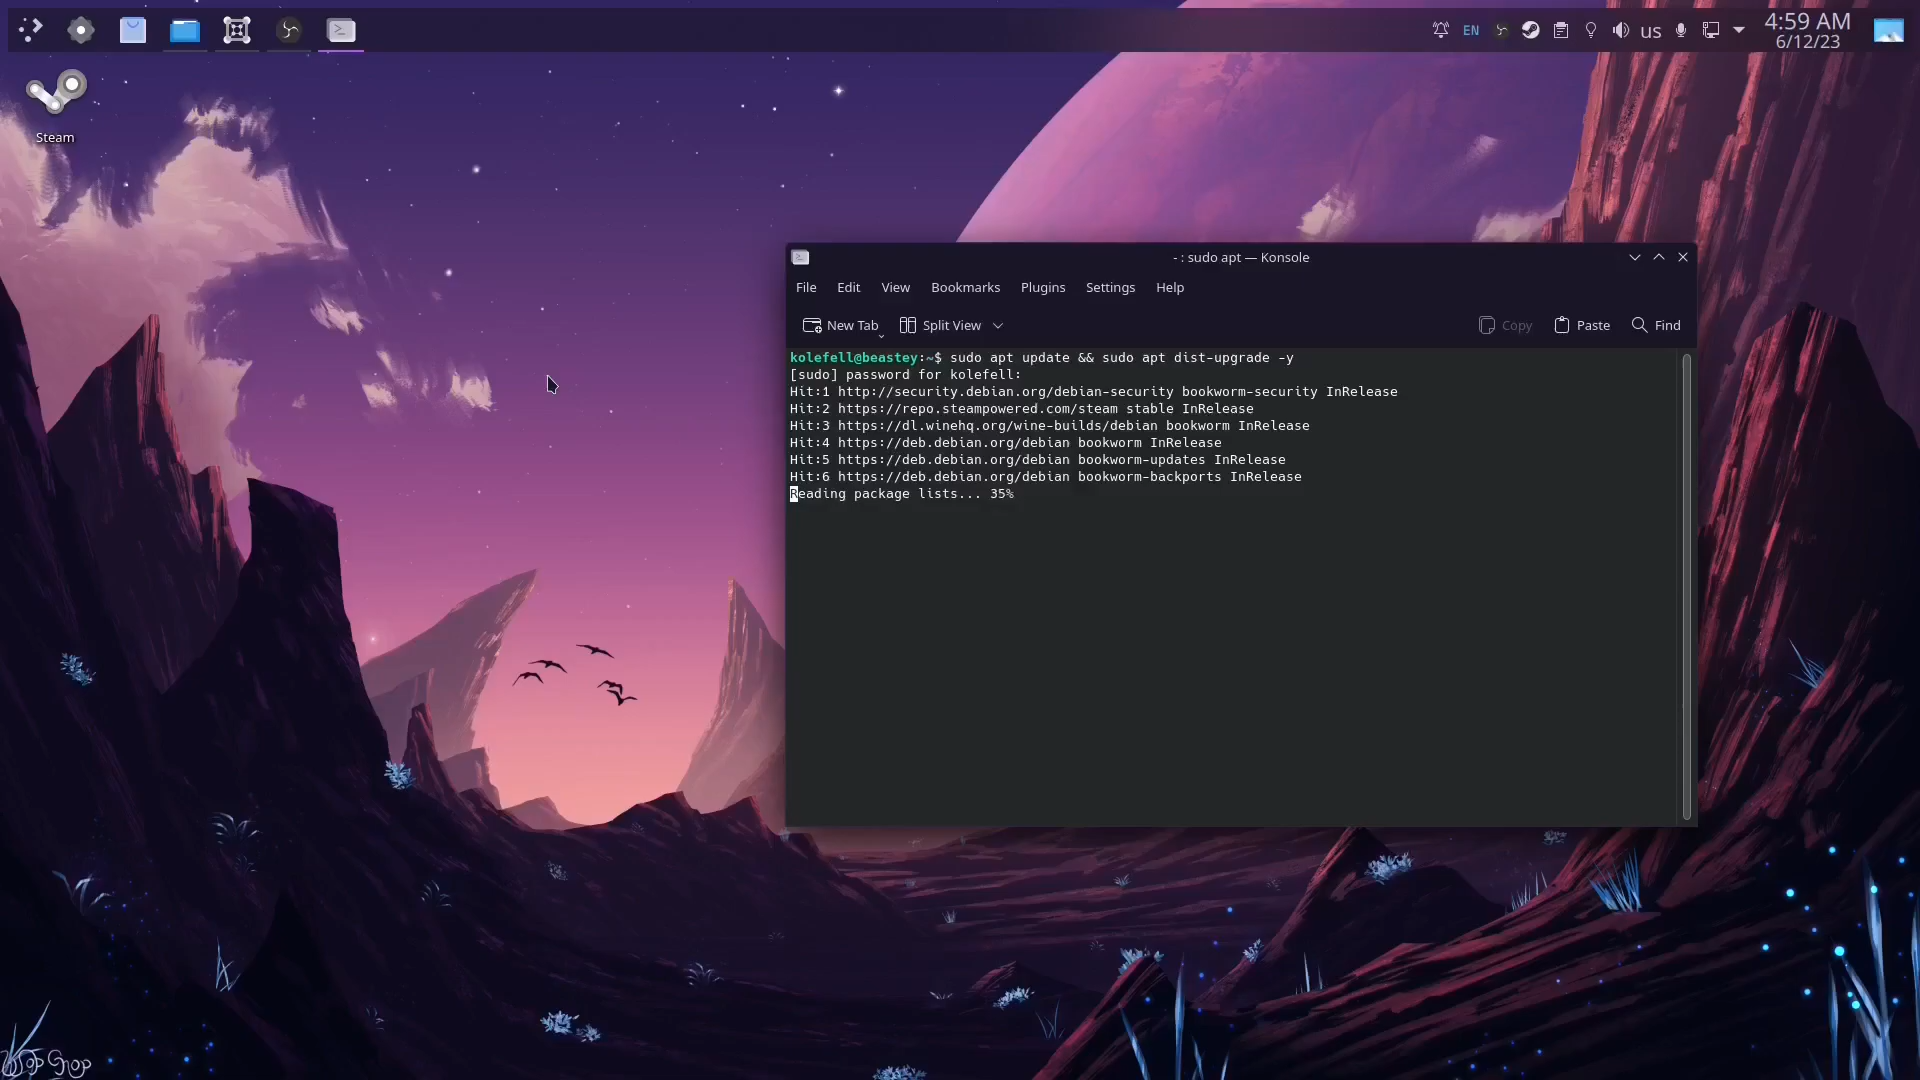 EN
us
4:59 AM
6/12/23
Steam
- : sudo apt — Konsole
File Edit View Bookmarks Plugins Settings Help
New Tab Split View Copy Paste Find
kolefell@beastey:~$ sudo apt update && sudo apt dist-upgrade -y
[sudo] password for kolefell:
Hit:1 http://security.debian.org/debian-security bookworm-security InRelease
Hit:2 https://repo.steampowered.com/steam stable InRelease
Hit:3 https://dl.winehq.org/wine-builds/debian bookworm InRelease
Hit:4 https://deb.debian.org/debian bookworm InRelease
Hit:5 https://deb.debian.org/debian bookworm-updates InRelease
Hit:6 https://deb.debian.org/debian bookworm-backports InRelease
Reading package lists... 35%